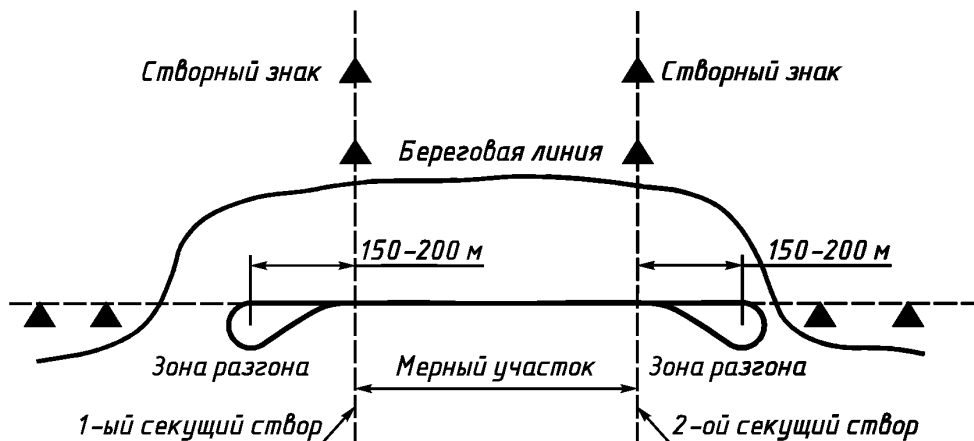 Створный знак
Створный знак
Береговая линия
150-200 м
150-200 м
Зона разгона
Мерный участок
Зона разгона
1-ый секущий створ
2-ой секущий створ